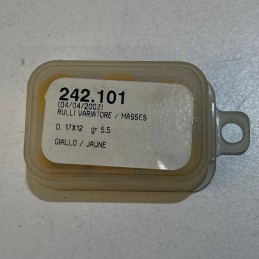 242.101
(04/04/2002)
RULLI VARIATORE / MASSES
D. 17X12 gr 5.5
GIALLO / JAUNE